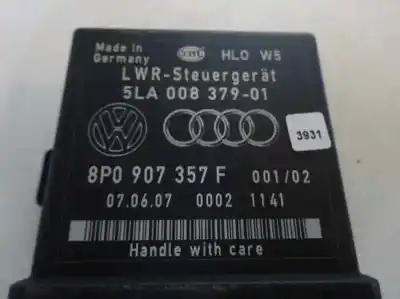 Made in
Germany
HELLA
HLO W5
LWR-Steuergerät
5LA 008 379-01
3931
8P0 907 357 F 001/02
07.06.07 0002 1141
Handle with care